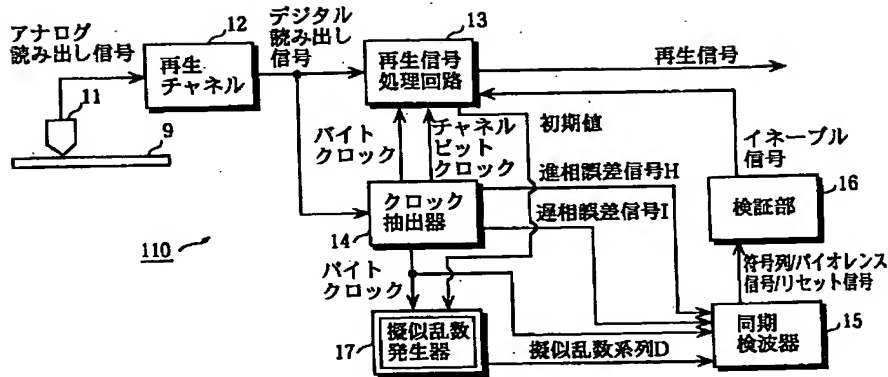 アナログ
読み出し信号
12
再生
チャネル
デジタル
読み出し
信号
13
再生信号
処理回路
再生信号
11
9
バイト
クロック
チャネル
ビット
クロック
初期値
イネーブル
信号
進相誤差信号H
遅相誤差信号I
クロック
抽出器
14
検証部
16
110
バイト
クロック
符号列/バイオレンス
信号/リセット信号
17
擬似乱数
発生器
擬似乱数系列D
同期
検波器
15